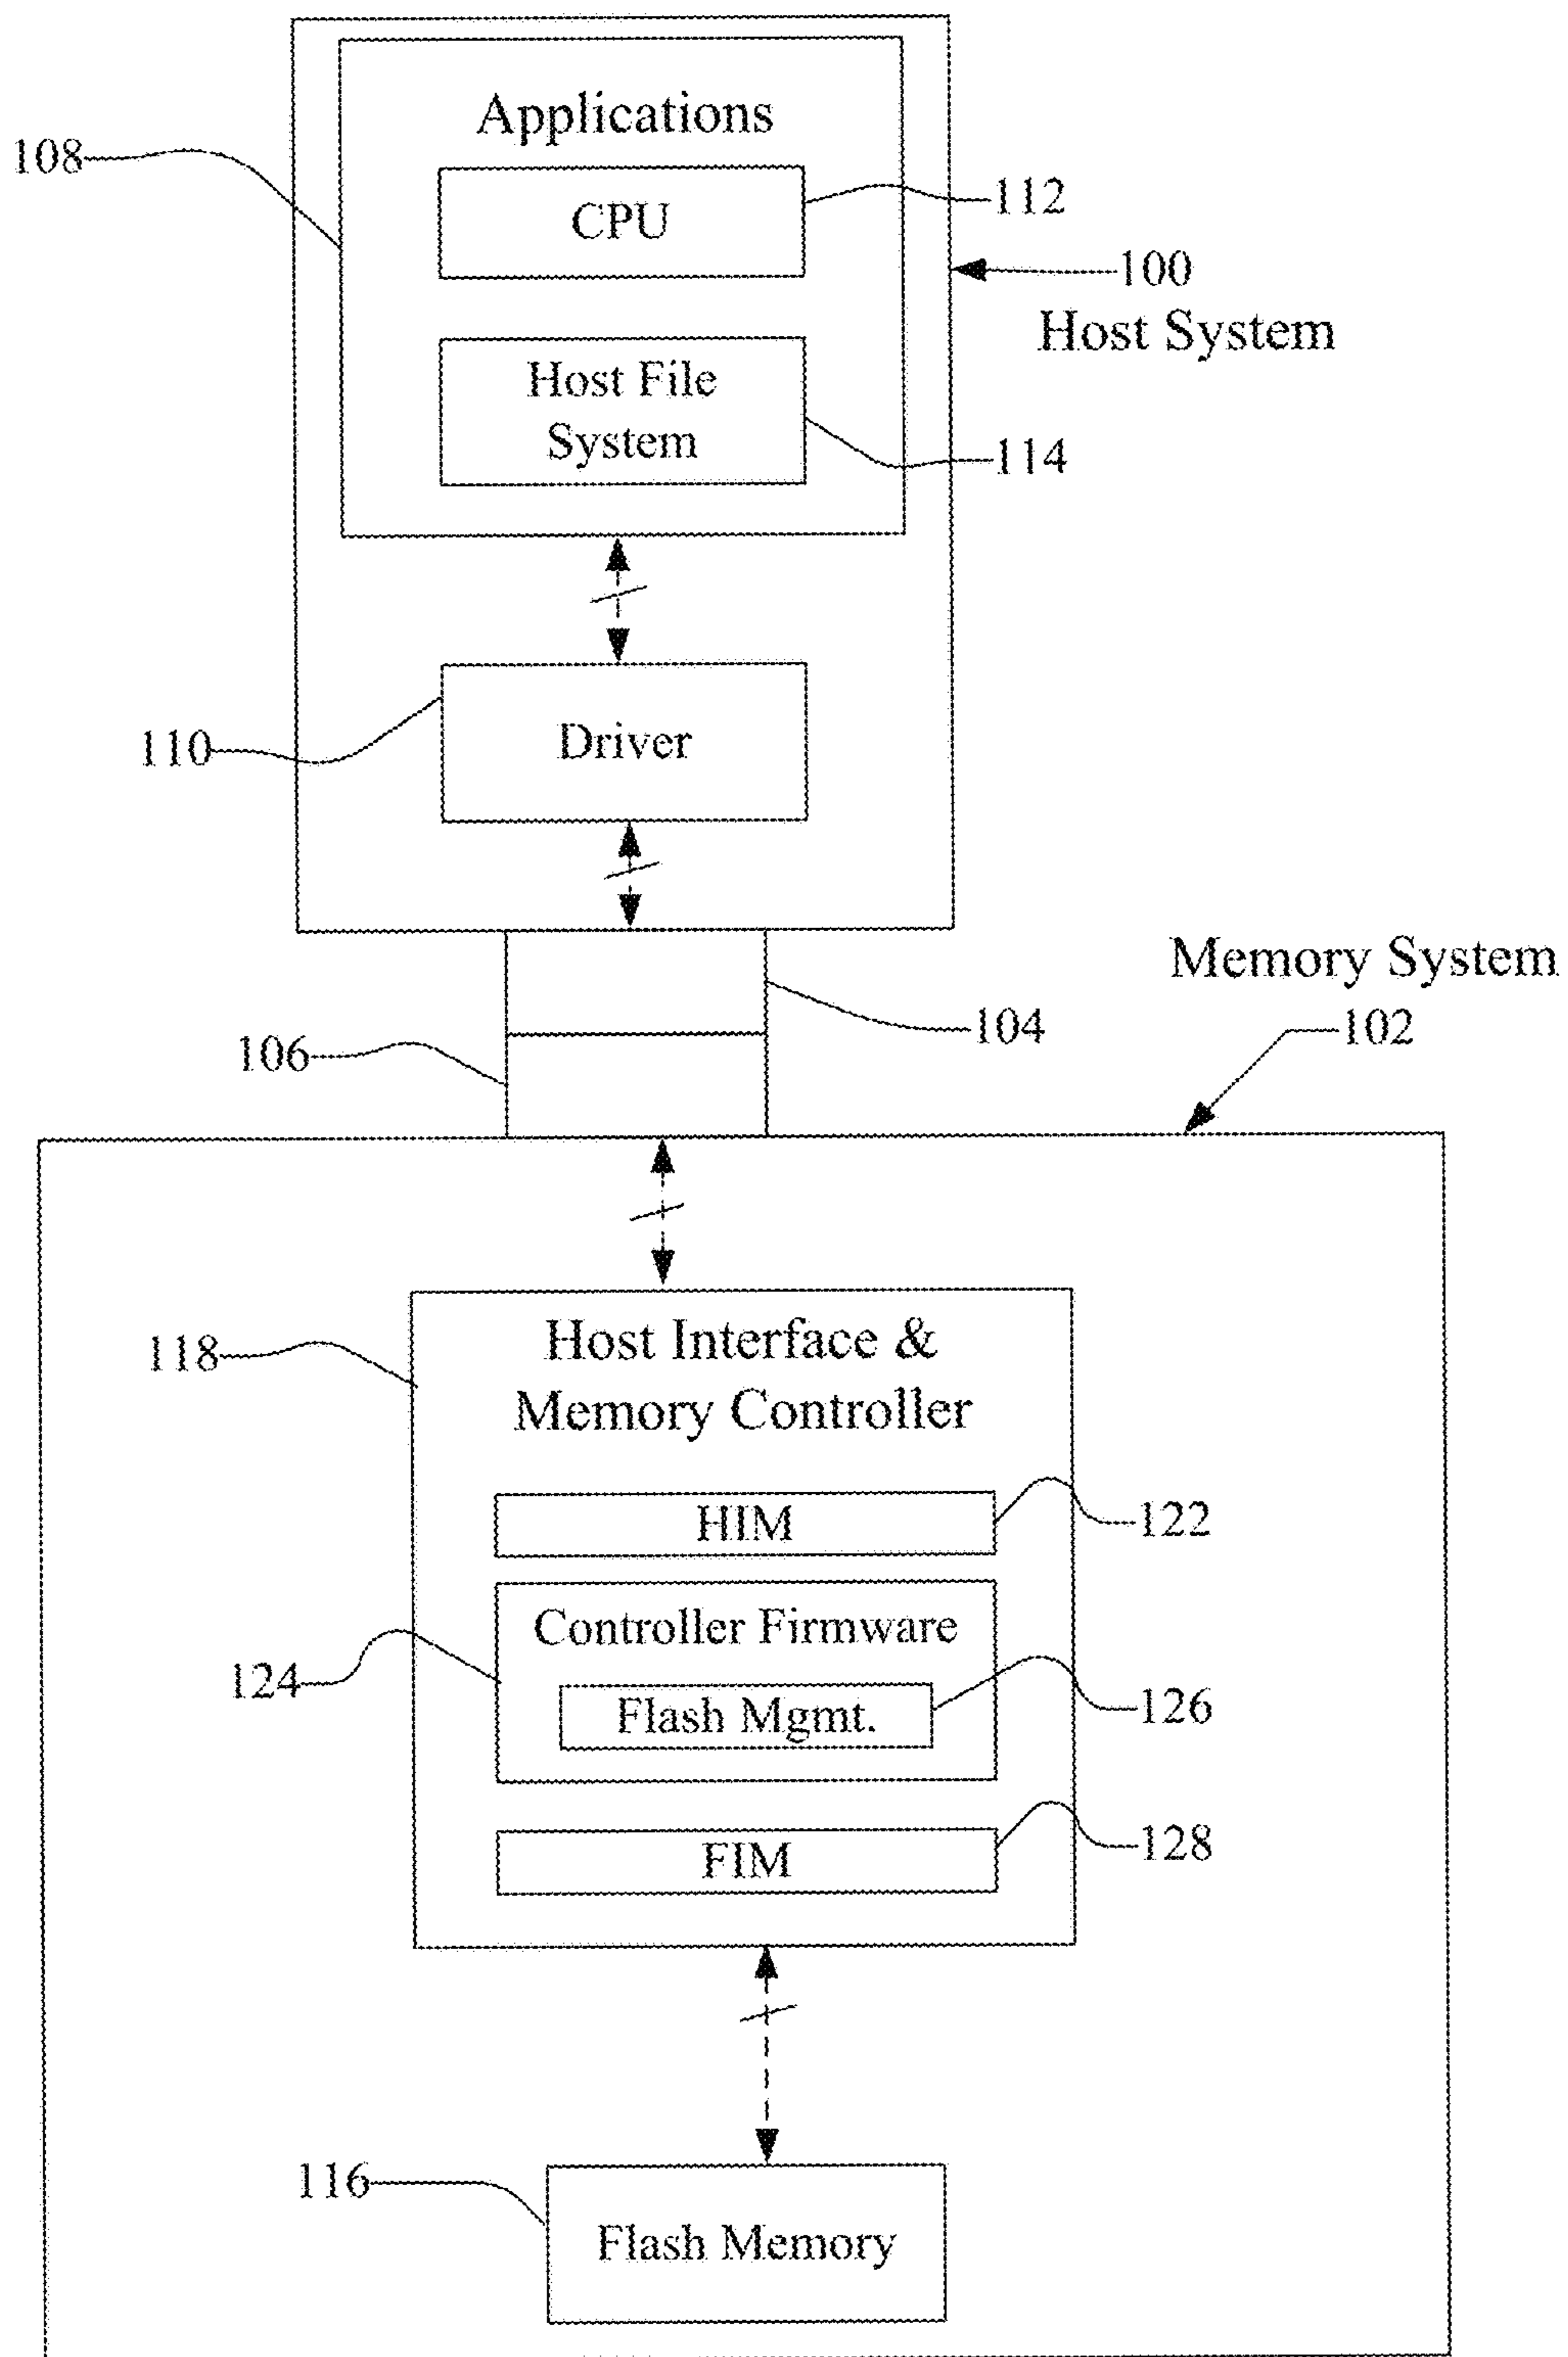 Applications
108
CPU
112
100
Host System
Host File
System
114
110
Driver
Memory System
104
102
106
118
Host Interface &
Memory Controller
HIM
122
Controller Firmware
124
Flash Mgmt.
126
FIM
128
116
Flash Memory